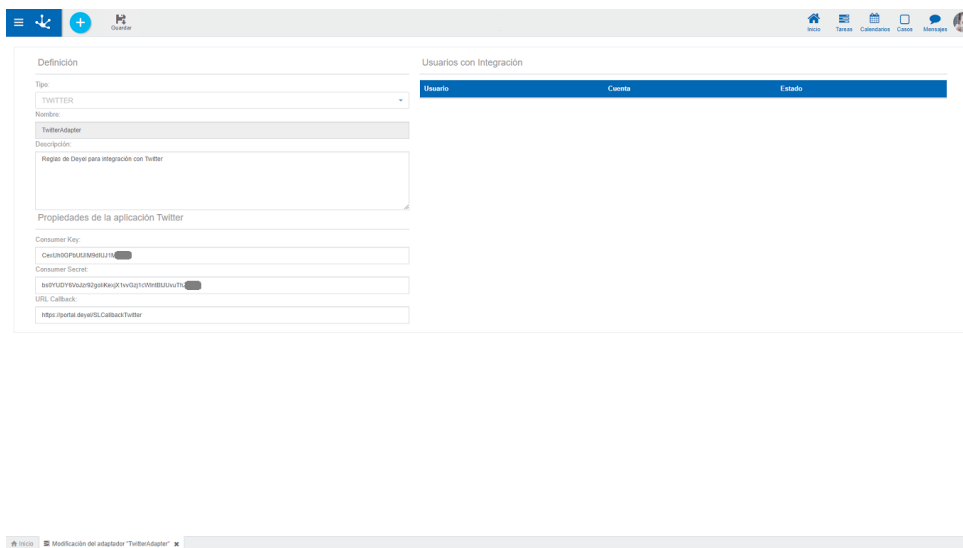 Guardar
Inicio
Tareas
Calendarios
Casos
Mensajes
Definición
Tipo:
TWITTER
Nombre:
TwitterAdapter
Descripción:
Reglas de Deyel para integración con Twitter
Propiedades de la aplicación Twitter
Consumer Key:
Consumer Secret:
URL Callback:
https://portal.deyel/SLCallbackTwitter
Usuarios con Integración
Usuario Cuenta Estado
Inicio
Modificación del adaptador "TwitterAdapter"